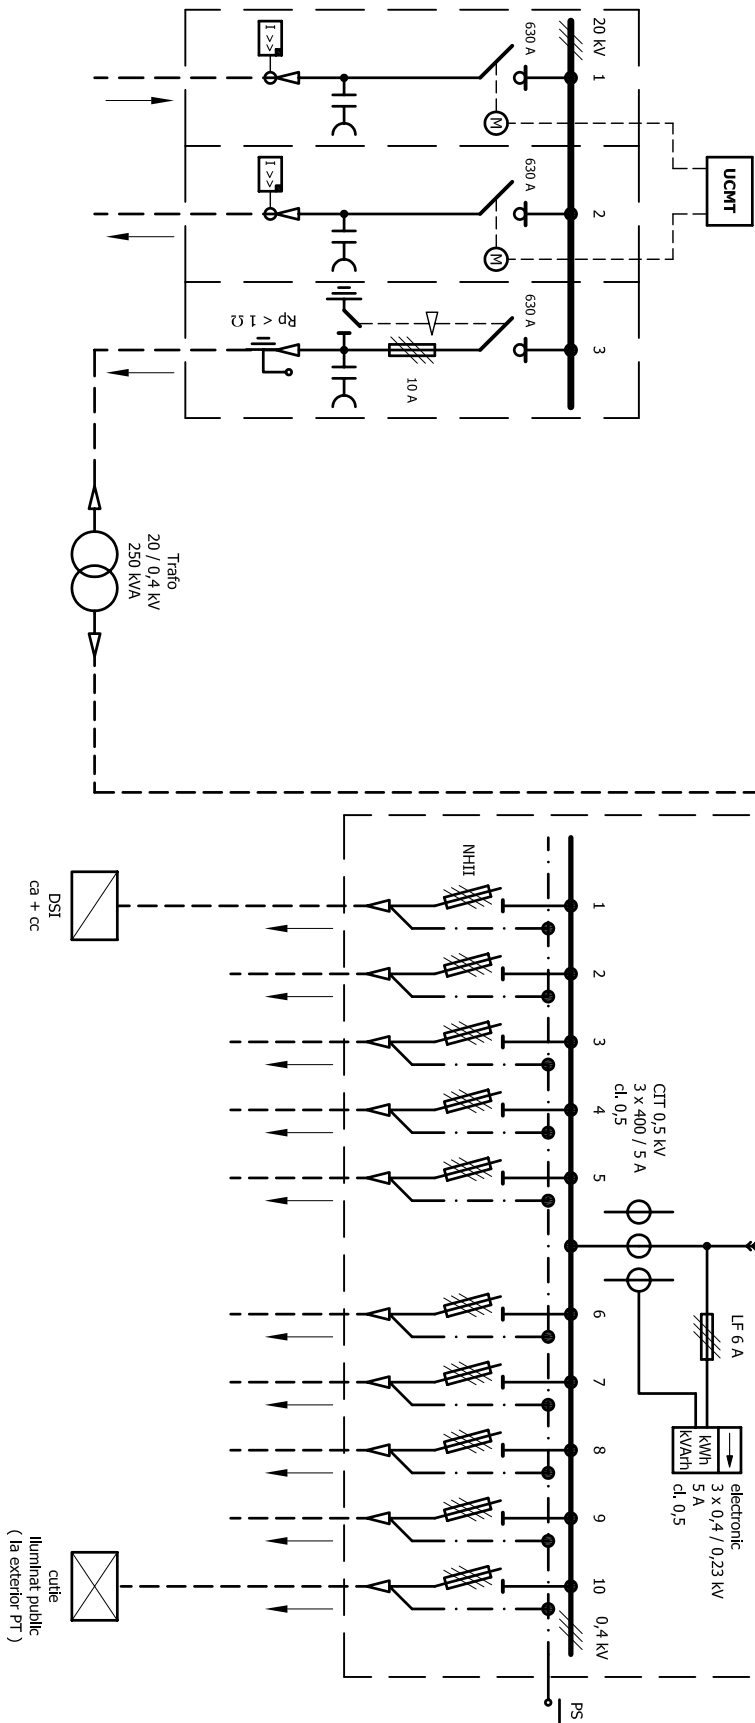 20 kV
1
630 A
I >>
M
UCMT
2
630 A
I >>
M
3
630 A
Rp < 1 Ω
10 A
Trafo
20 / 0,4 kV
250 kVA
DSI
ca + cc
NHII
1
2
3
4
5
CIT 0,5 kV
3 x 400 / 5 A
cl. 0,5
LF 6 A
kWh
kVArh
electronic
3 x 0,4 / 0,23 kV
5 A
cl. 0,5
6
7
8
9
10
0,4 kV
cutie
iluminat public
( la exterior PT )
PS